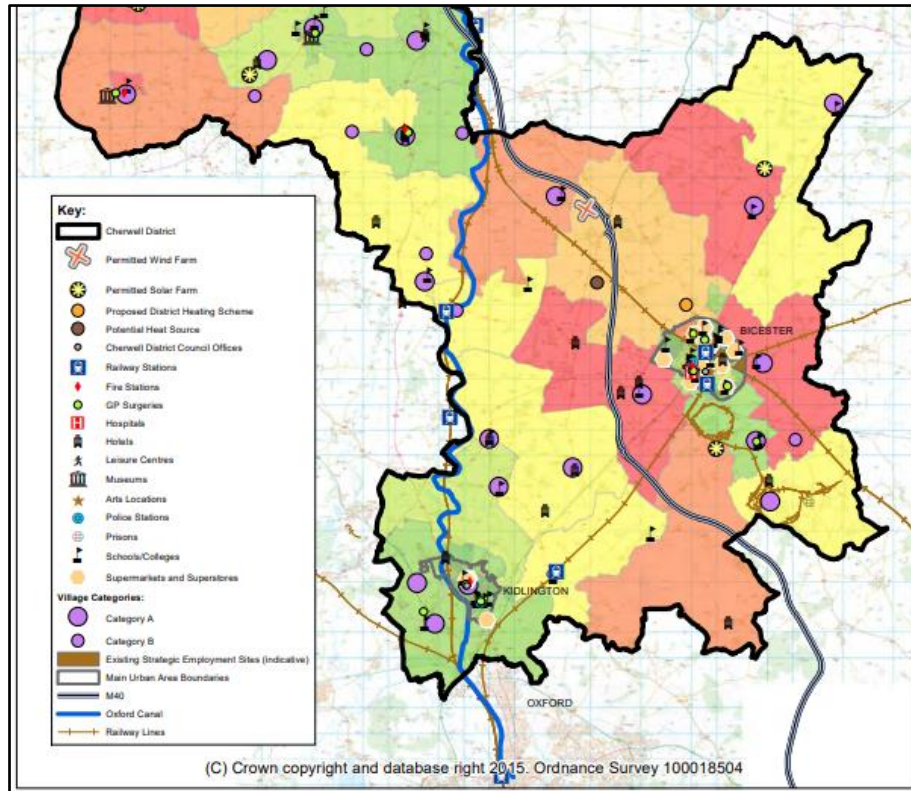 Key:
Cherwell District
Permitted Wind Farm
Permitted Solar Farm
Proposed District Heating Scheme
Potential Heat Source
Cherwell District Council Offices
Railway Stations
Fire Stations
GP Surgeries
H
Hospitals
Hotels
Leisure Centres
Museums
Arts Locations
Police Stations
Prisons
Schools/Colleges
Supermarkets and Superstores
Village Categories:
Category A
Category B
Existing Strategic Employment Sites (indicative)
Main Urban Area Boundaries
M40
Oxford Canal
Railway Lines
BICESTER
KIDLINGTON
OXFORD
(C) Crown copyright and database right 2015. Ordnance Survey 100018504